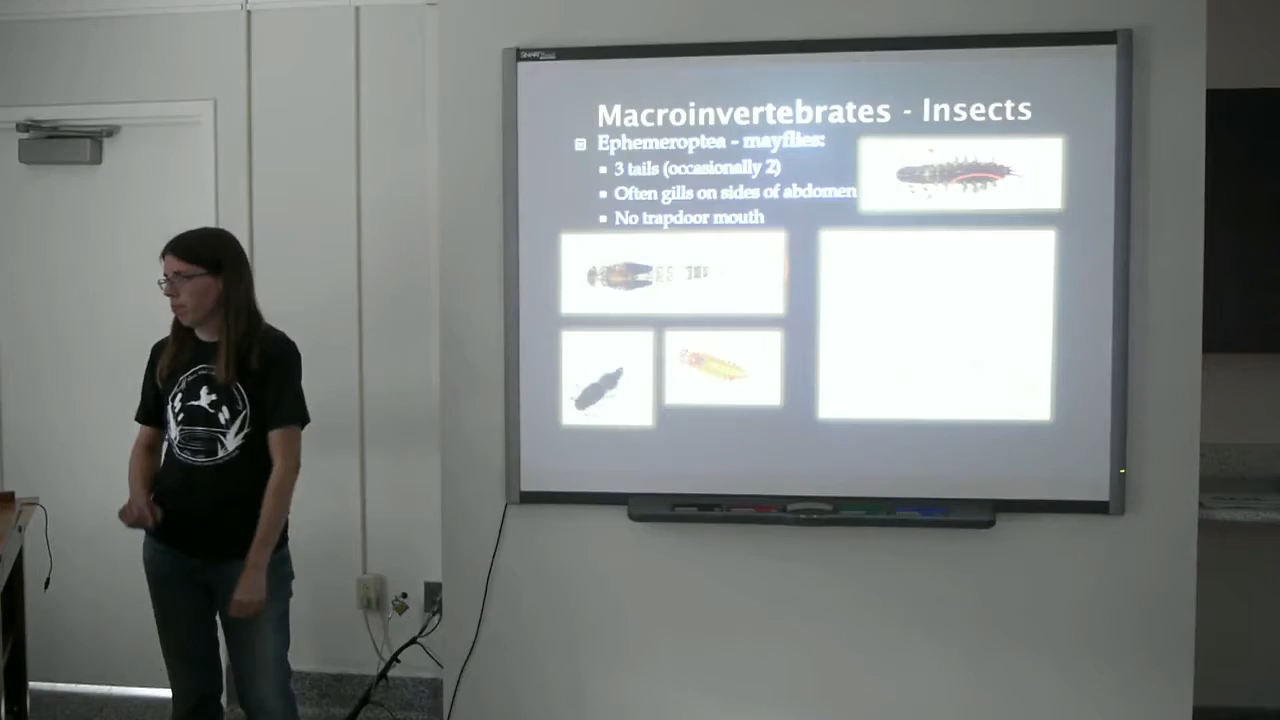 Macroinvertebrates - Insects
Ephemeroptea - mayflies:
3 tails (occasionally 2)
Often gills on sides of abdomen
No trapdoor mouth